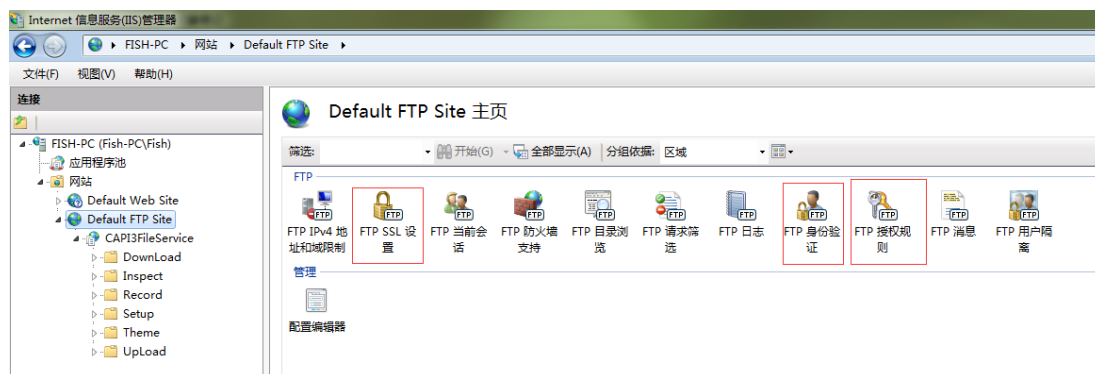 Internet 信息服务(IIS)管理器
FISH-PC ▸ 网站 ▸ Default FTP Site ▸
文件(F) 视图(V) 帮助(H)
连接
FISH-PC (Fish-PC\Fish)
应用程序池
网站
Default Web Site
Default FTP Site
CAPI3FileService
DownLoad
Inspect
Record
Setup
Theme
UpLoad
Default FTP Site 主页
筛选: 开始(G) 全部显示(A) 分组依据: 区域
FTP
FTP IPv4 地址和域限制
FTP SSL 设置
FTP 当前会话
FTP 防火墙支持
FTP 目录浏览
FTP 请求筛选
FTP 日志
FTP 身份验证
FTP 授权规则
FTP 消息
FTP 用户隔离
管理
配置编辑器